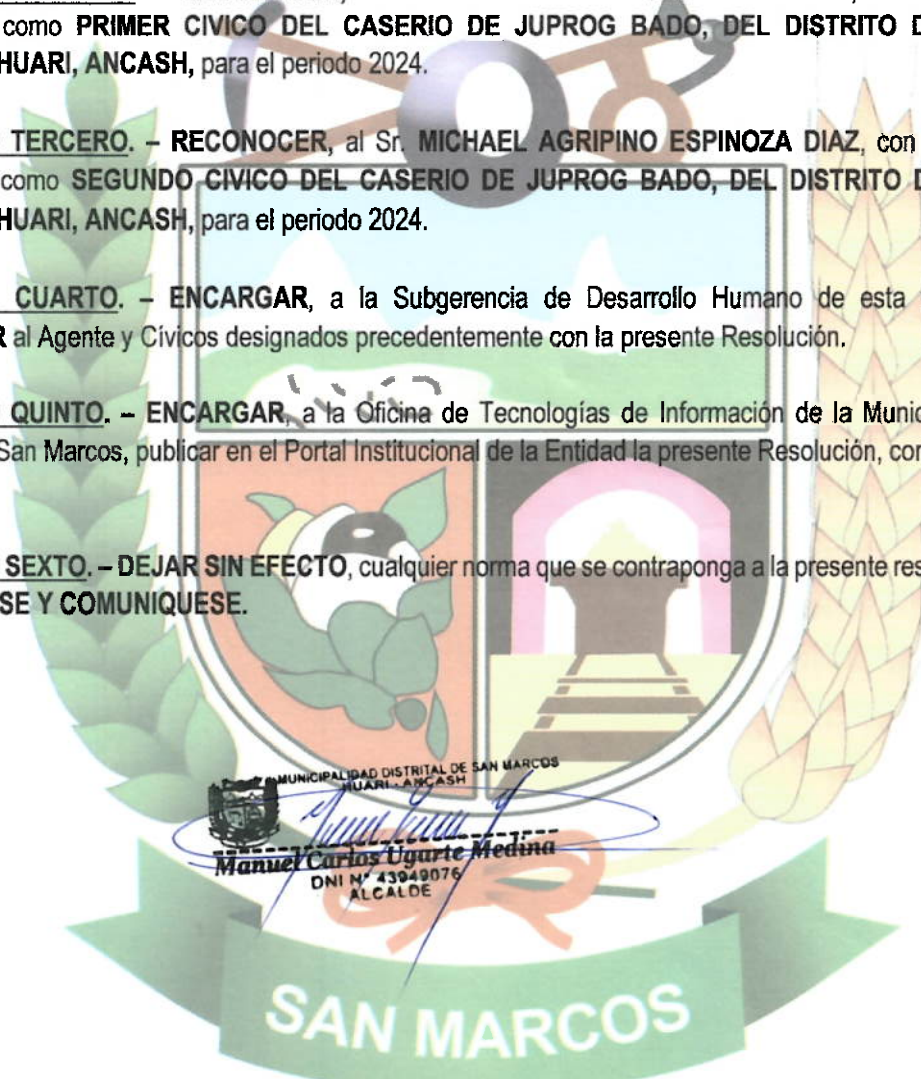 como PRIMER CIVICO DEL CASERIO DE JUPROG BADO, DEL DISTRITO D
HUARI, ANCASH, para el periodo 2024.
TERCERO. – RECONOCER, al Sr. MICHAEL AGRIPINO ESPINOZA DIAZ, con
como SEGUNDO CIVICO DEL CASERIO DE JUPROG BADO, DEL DISTRITO D
HUARI, ANCASH, para el periodo 2024.
CUARTO. – ENCARGAR, a la Subgerencia de Desarrollo Humano de esta
R al Agente y Cívicos designados precedentemente con la presente Resolución.
QUINTO. – ENCARGAR, a la Oficina de Tecnologías de Información de la Munic
San Marcos, publicar en el Portal Institucional de la Entidad la presente Resolución, con
SEXTO. – DEJAR SIN EFECTO, cualquier norma que se contraponga a la presente res
SE Y COMUNIQUESE.
MUNICIPALIDAD DISTRITAL DE SAN MARCOS
HUARI - ANCASH
Manuel Carlos Ugarte Medina
DNI N° 43949076
ALCALDE
SAN MARCOS